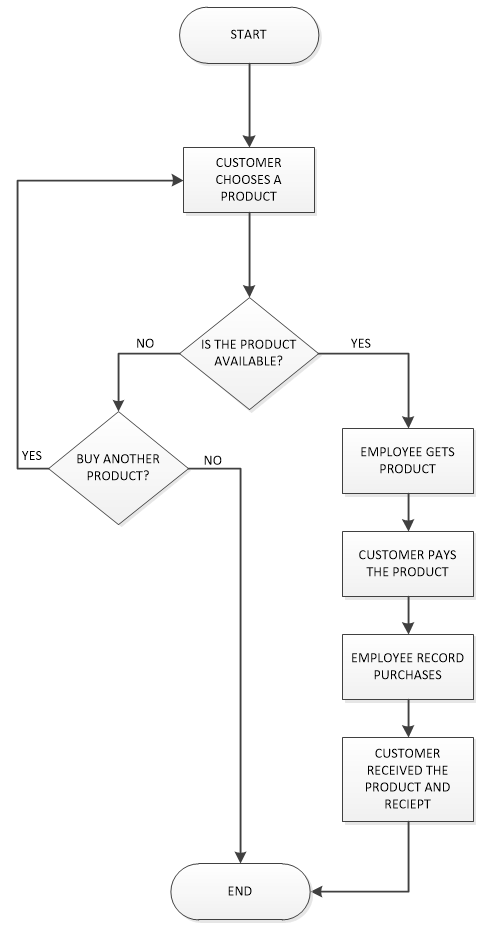 START
CUSTOMER
CHOOSES A
PRODUCT
IS THE PRODUCT
AVAILABLE?
NO
YES
BUY ANOTHER
PRODUCT?
YES
NO
EMPLOYEE GETS
PRODUCT
CUSTOMER PAYS
THE PRODUCT
EMPLOYEE RECORD
PURCHASES
CUSTOMER
RECEIVED THE
PRODUCT AND
RECIEPT
END